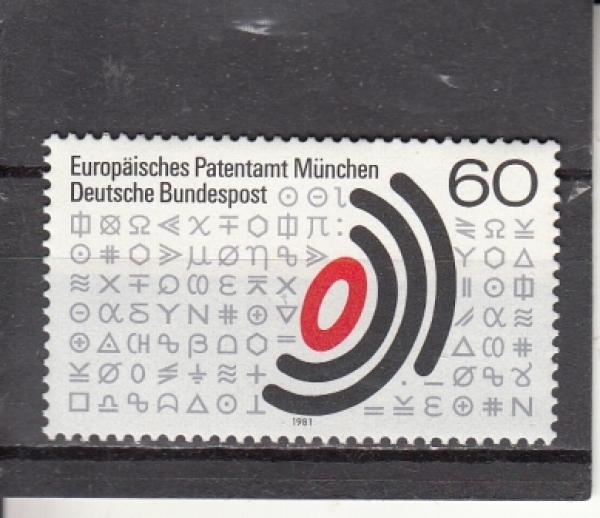 Europäisches Patentamt München
Deutsche Bundespost
60
1981